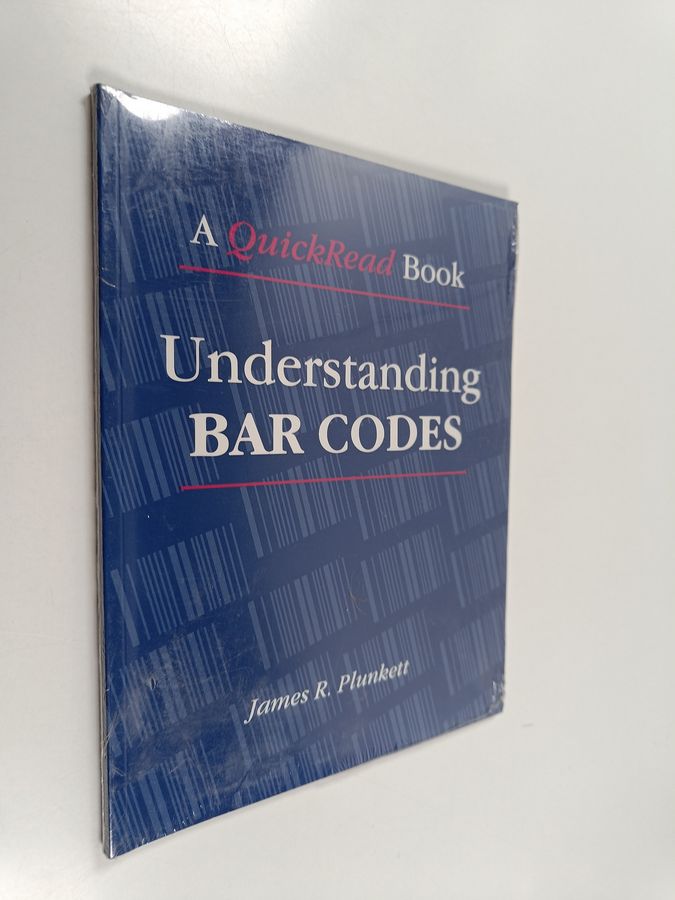 A QuickRead Book
Understanding
BAR CODES
James R. Plunkett